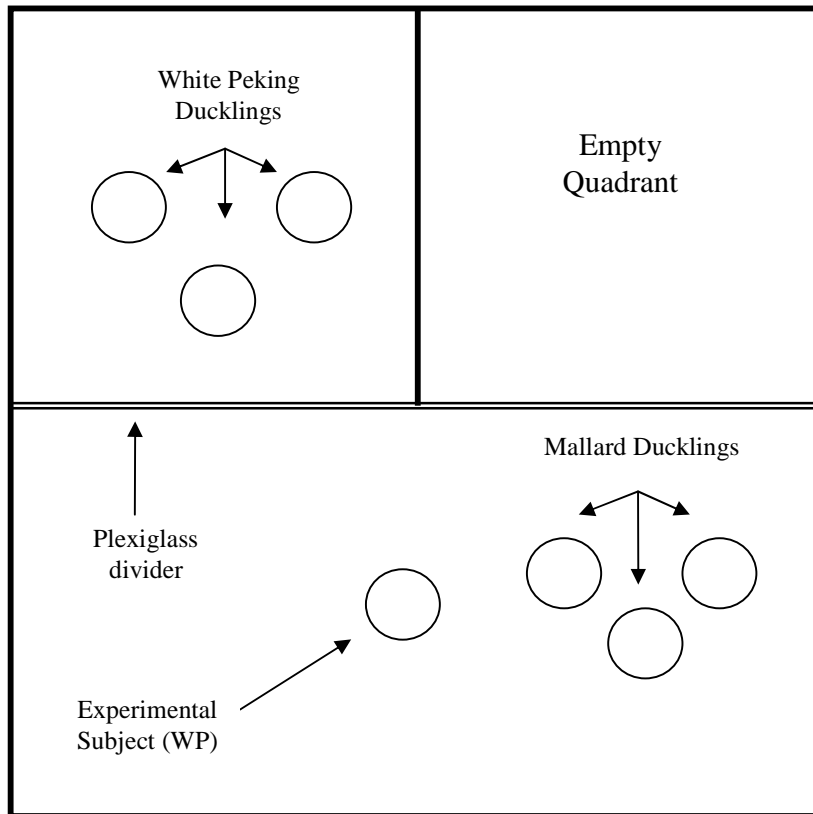 White Peking
Ducklings
Empty
Quadrant
Mallard Ducklings
Plexiglass
divider
Experimental
Subject (WP)